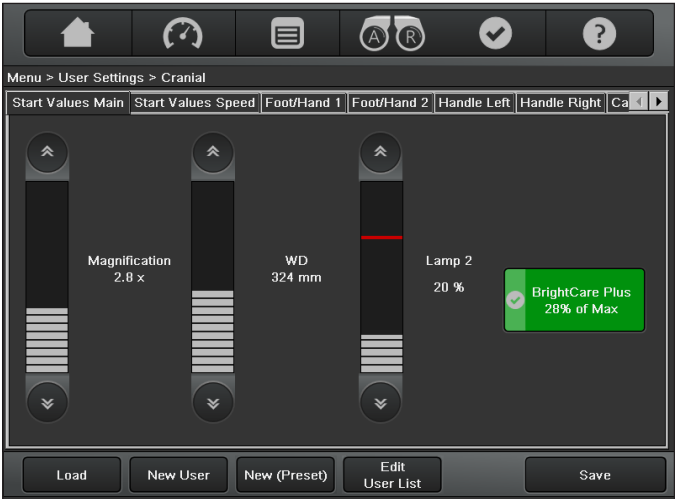 A R ?
Menu > User Settings > Cranial
Start Values Main Start Values Speed Foot/Hand 1 Foot/Hand 2 Handle Left Handle Right Ca
Magnification
2.8 x
WD
324 mm
Lamp 2
20 %
BrightCare Plus
28% of Max
Load New User New (Preset) Edit
User List
Save